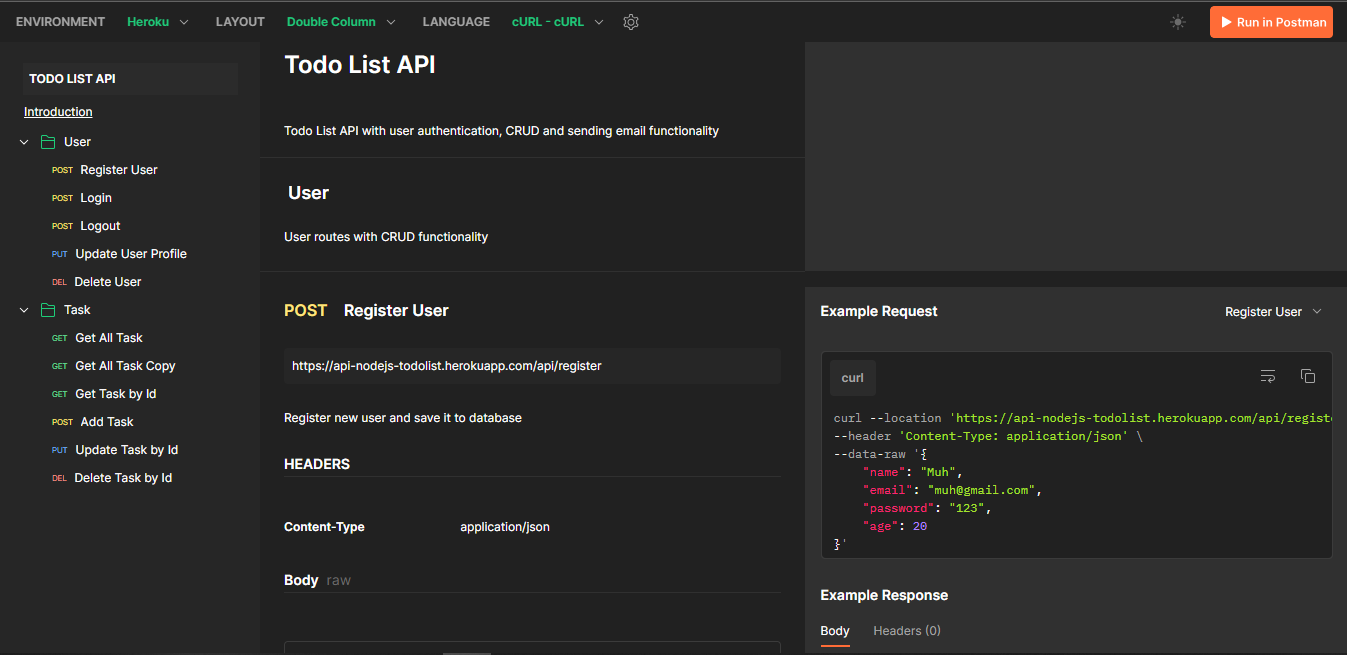 ENVIRONMENT Heroku LAYOUT Double Column LANGUAGE cURL - cURL Run in Postman
TODO LIST API
Introduction
User
POST Register User
POST Login
POST Logout
PUT Update User Profile
DEL Delete User
Task
GET Get All Task
GET Get All Task Copy
GET Get Task by Id
POST Add Task
PUT Update Task by Id
DEL Delete Task by Id
Todo List API
Todo List API with user authentication, CRUD and sending email functionality
User
User routes with CRUD functionality
POST Register User
https://api-nodejs-todolist.herokuapp.com/api/register
Register new user and save it to database
HEADERS
Content-Type application/json
Body raw
Example Request Register User
curl
curl --location 'https://api-nodejs-todolist.herokuapp.com/api/registe
--header 'Content-Type: application/json' \
--data-raw '{
"name": "Muh",
"email": "muh@gmail.com",
"password": "123",
"age": 20
}'
Example Response
Body Headers (0)